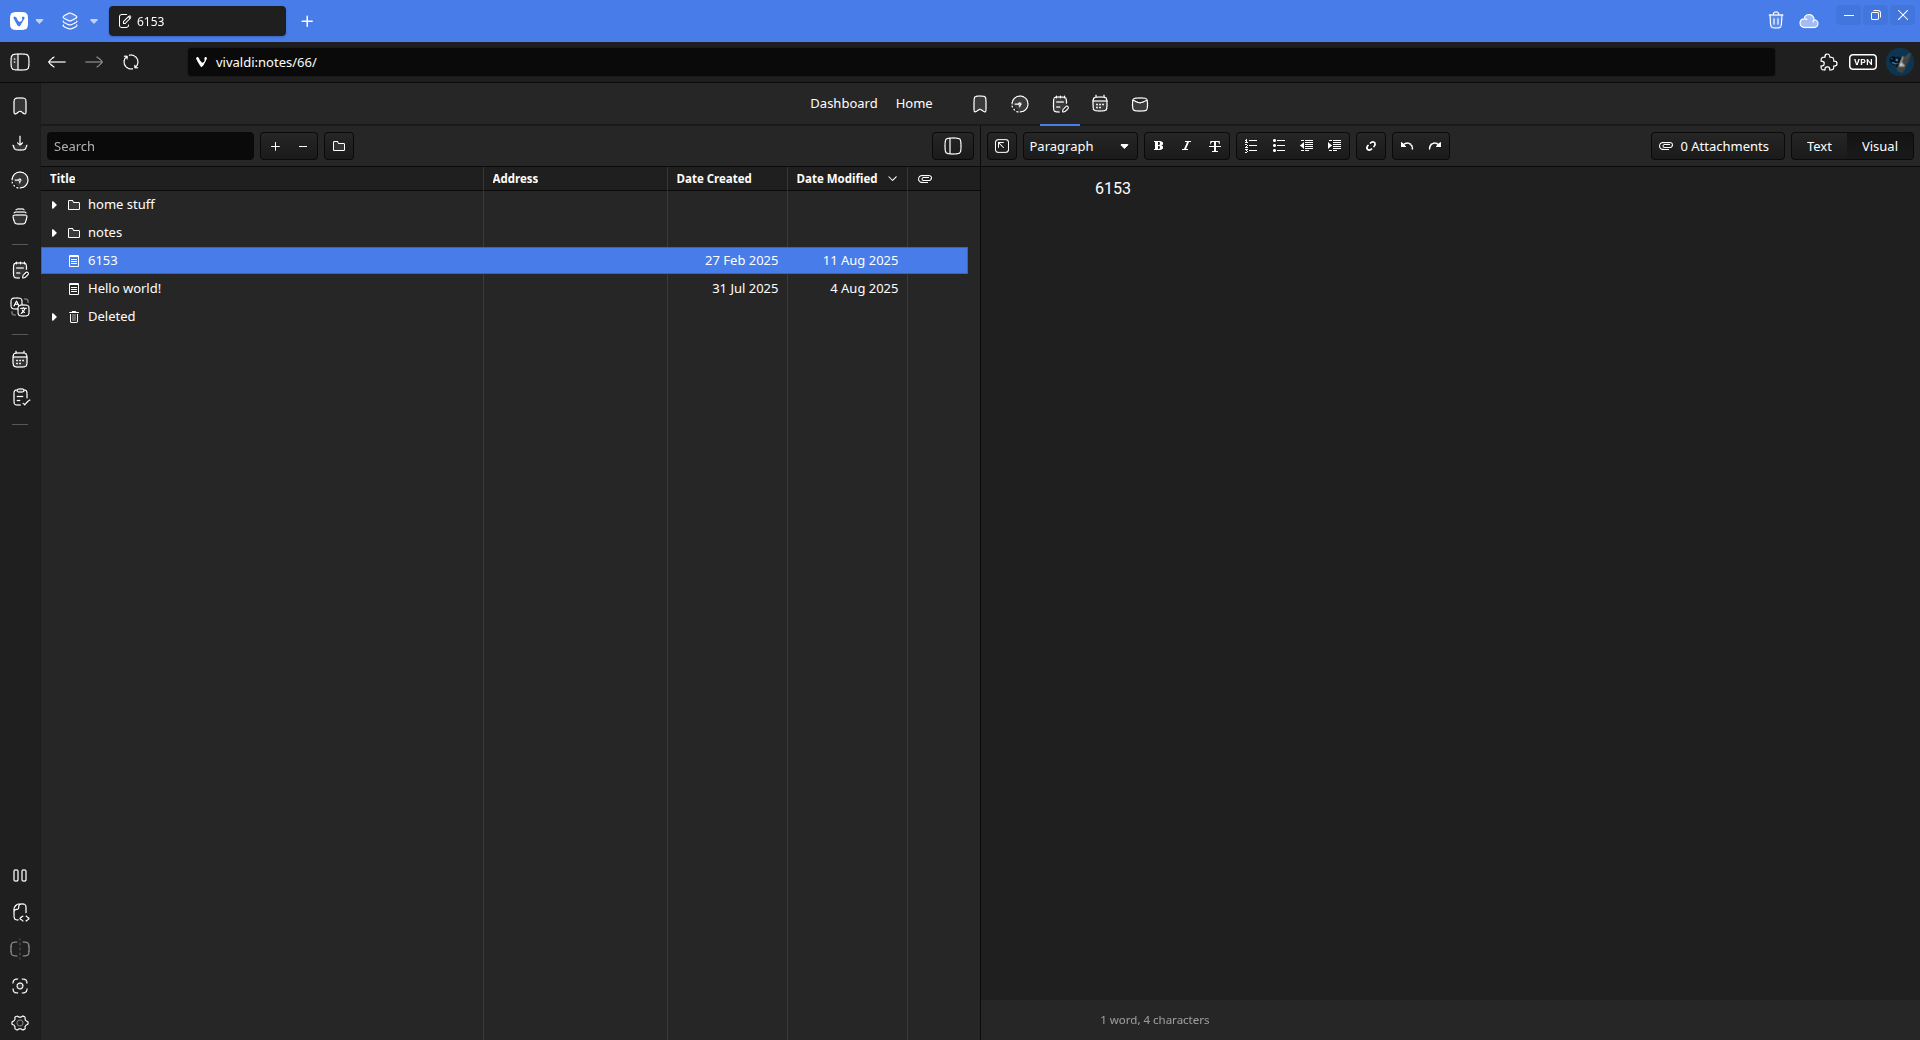 6153
vivaldi:notes/66/
VPN
Dashboard Home
Search
Paragraph B I T 0 Attachments Text Visual
Title Address Date Created Date Modified
home stuff
notes
6153 27 Feb 2025 11 Aug 2025
Hello world! 31 Jul 2025 4 Aug 2025
Deleted
6153
1 word, 4 characters